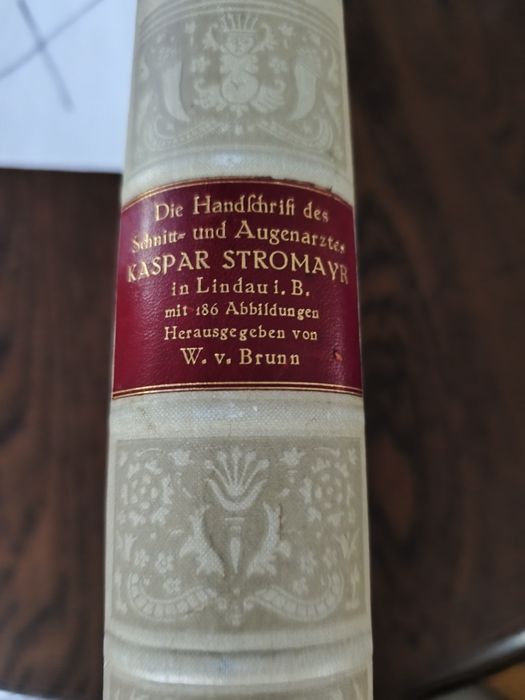 Die Handſchrift des
Schnitt= und Augenarztes
KASPAR STROMAYR
in Lindau i. B.
mit 186 Abbildungen
Herausgegeben von
W. v. Brunn